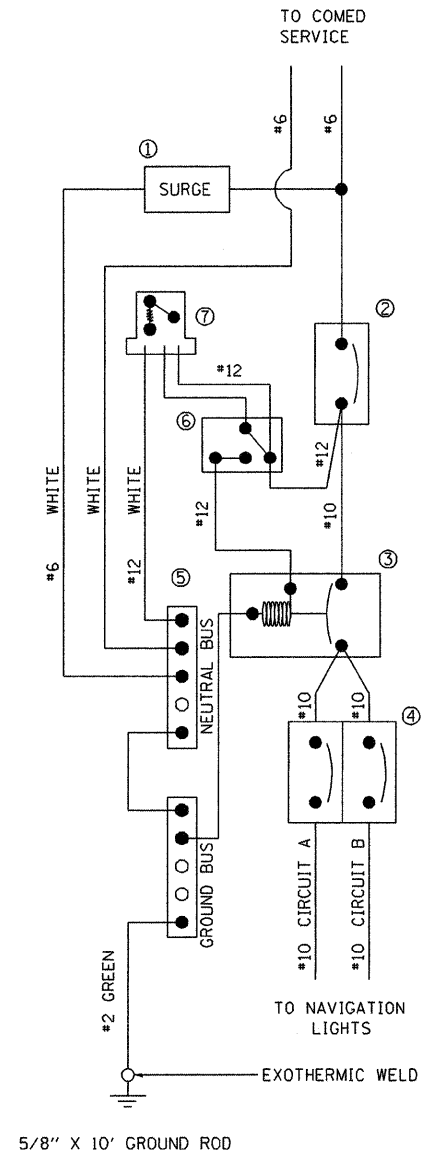 TO COMED
SERVICE
#6
#6
①
SURGE
②
⑦
#12
⑥
#12
WHITE
WHITE
WHITE
#6
#12
#12
#10
⑤
③
NEUTRAL BUS
#10
#10
④
GROUND BUS
#10 CIRCUIT A
#10 CIRCUIT B
#2 GREEN
TO NAVIGATION
LIGHTS
EXOTHERMIC WELD
5/8" X 10' GROUND ROD